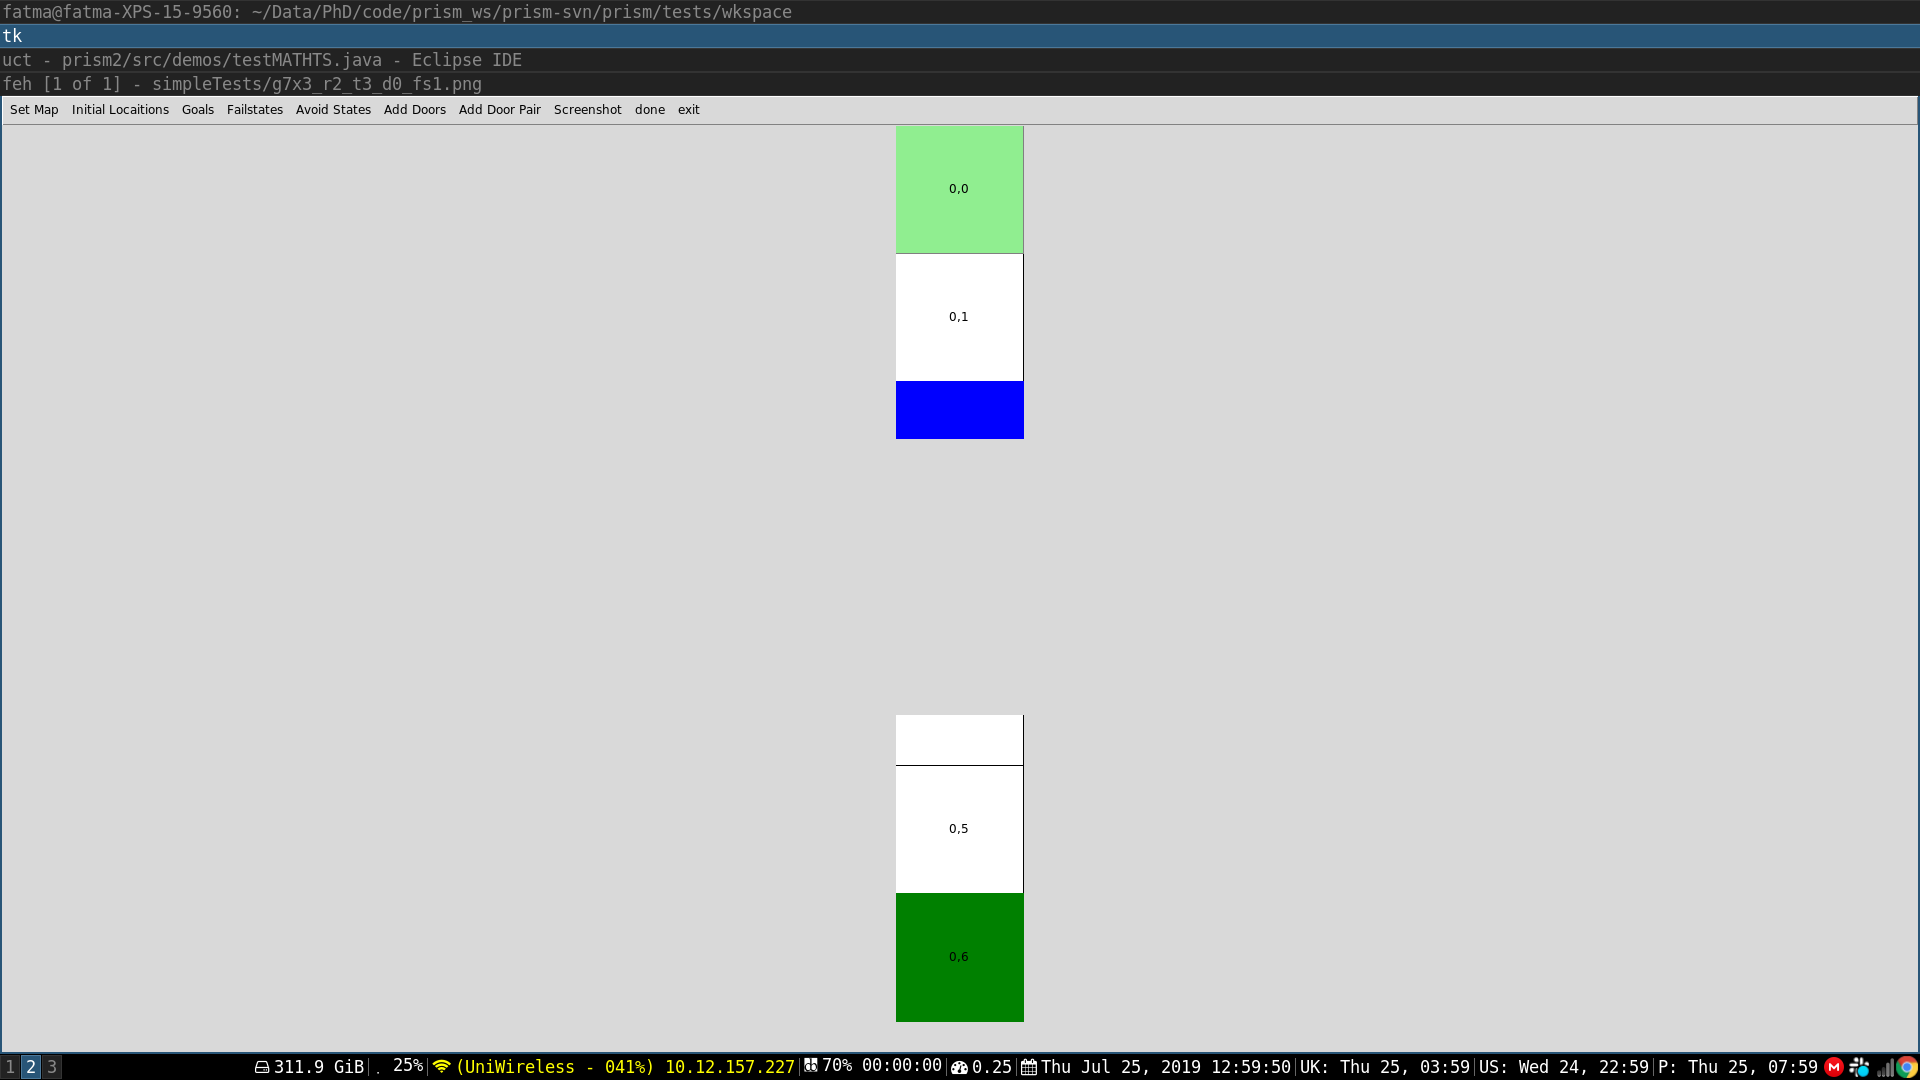 fatma@fatma-XPS-15-9560: ~/Data/PhD/code/prism_ws/prism-svn/prism/tests/wkspace
tk
uct - prism2/src/demos/testMATHTS.java - Eclipse IDE
feh [1 of 1] - simpleTests/g7x3_r2_t3_d0_fs1.png
Set Map Initial Locaitions Goals Failstates Avoid States Add Doors Add Door Pair Screenshot done exit
0,0
0,1
0,5
0,6
1 2 3 311.9 GiB . 25% (UniWireless - 041%) 10.12.157.227 70% 00:00:00 0.25 Thu Jul 25, 2019 12:59:50 UK: Thu 25, 03:59 US: Wed 24, 22:59 P: Thu 25, 07:59 M